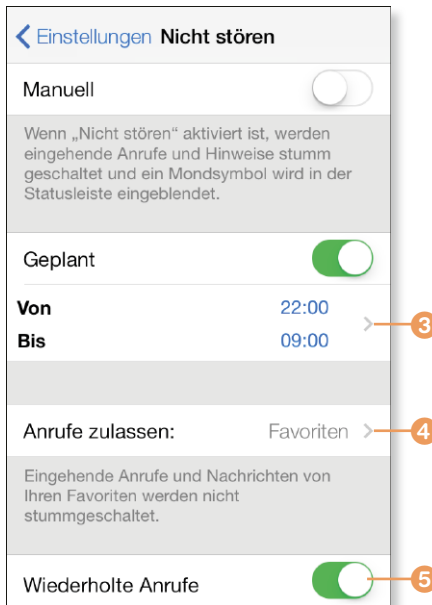 Einstellungen Nicht stören
Manuell
Wenn „Nicht stören“ aktiviert ist, werden
eingehende Anrufe und Hinweise stumm
geschaltet und ein Mondsymbol wird in der
Statusleiste eingeblendet.
Geplant
Von 22:00
Bis 09:00
3
Anrufe zulassen: Favoriten 4
Eingehende Anrufe und Nachrichten von
Ihren Favoriten werden nicht
stummgeschaltet.
Wiederholte Anrufe 5